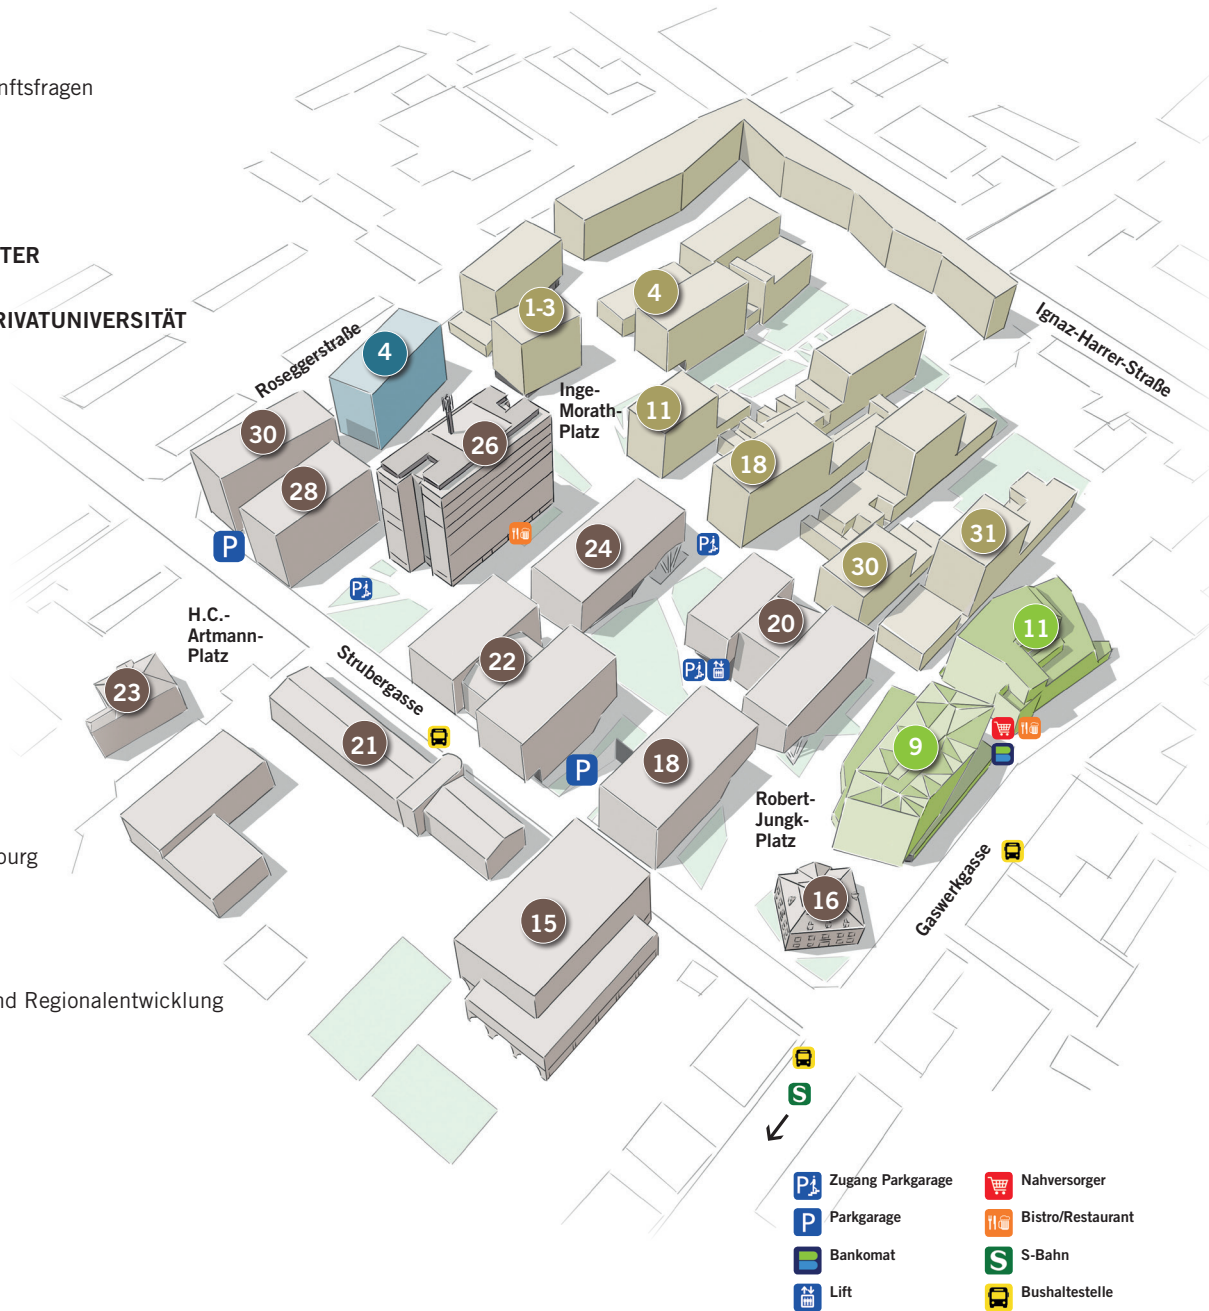 nftsfragen
TER
RIVATUNIVERSITÄT
burg
nd Regionalentwicklung
Ignaz-Harrer-Straße
Roseggerstraße
4
1-3
4
Inge-
Morath-
Platz
11
18
30
28
26
24
30
31
P
P
P
H.C.-
Artmann-
Platz
23
Strubergasse
22
20
11
P
21
P
18
9
Robert-
Jungk-
Platz
16
15
Gaswerkgasse
S
P Zugang Parkgarage
P Parkgarage
Bankomat
Lift
Nahversorger
Bistro/Restaurant
S S-Bahn
Bushaltestelle